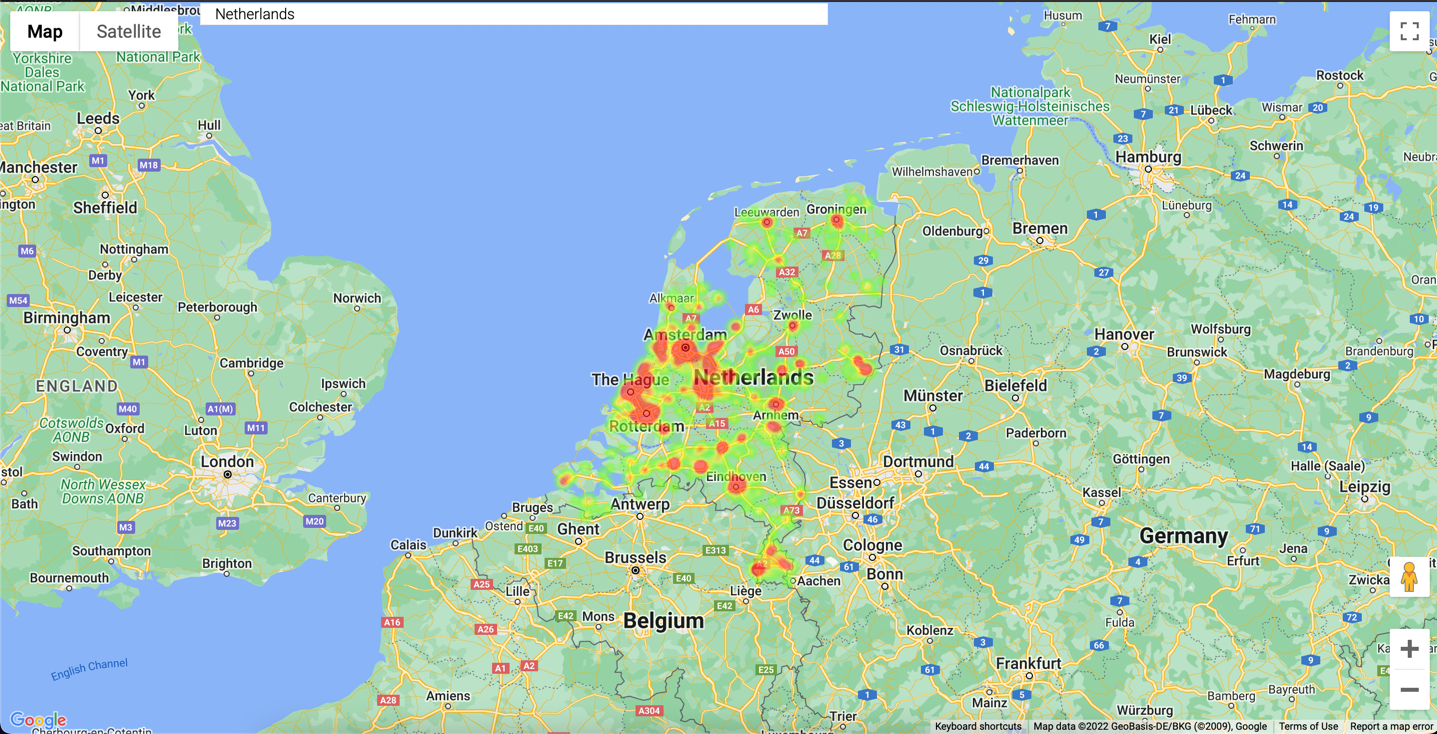 Netherlands
Map
Satellite
Yorkshire
Dales
National Park
National Park
York
Leeds
Hull
M1
M18
Manchester
Sheffield
M6
Nottingham
Derby
M54
Leicester
Peterborough
Norwich
Birmingham
Coventry
M1
Cambridge
ENGLAND
Ipswich
M40
A1(M)
Colchester
Cotswolds
AONB
Oxford
Luton
M11
Swindon
London
North Wessex
Downs AONB
Bath
Canterbury
M3
M23
M20
Southampton
Brighton
Bournemouth
English Channel
Google
Husum
7
Fehmarn
Kiel
Neumünster
1
Rostock
Nationalpark
Schleswig-Holsteinisches
Wattenmeer
7
21
Lübeck
Wismar
20
23
Schwerin
Bremerhaven
Hamburg
Wilhelmshaven
24
Lüneburg
14
19
24
1
Leeuwarden
Groningen
A7
A28
Oldenburg
Bremen
29
27
A32
1
Alkmaar
A6
A7
Zwolle
Amsterdam
10
Hanover
Wolfsburg
A50
31
Osnabrück
2
Brunswick
2
Brandenburg
The Hague
Netherlands
Bielefeld
39
Magdeburg
Münster
A2
Arnhem
Rotterdam
A15
43
1
2
7
9
3
Paderborn
14
Dortmund
44
Göttingen
Halle (Saale)
Eindhoven
Essen
Kassel
Leipzig
Bruges
Antwerp
A73
Düsseldorf
46
7
Ostend
E40
Ghent
71
9
Dunkirk
49
Germany
Calais
E403
E17
Brussels
E313
Cologne
Jena
44
61
4
Erfurt
A2
Aachen
Bonn
Zwickau
A25
Lille
E40
Liège
E42
7
72
A16
E42
Mons
Belgium
A26
Koblenz
Fulda
3
66
A1
A2
E25
61
Frankfurt
9
Amiens
A28
1
Mainz
5
Bamberg
Bayreuth
A304
Trier
Würzburg
Keyboard shortcuts
Map data ©2022 GeoBasis-DE/BKG (©2009), Google
Terms of Use
Report a map error